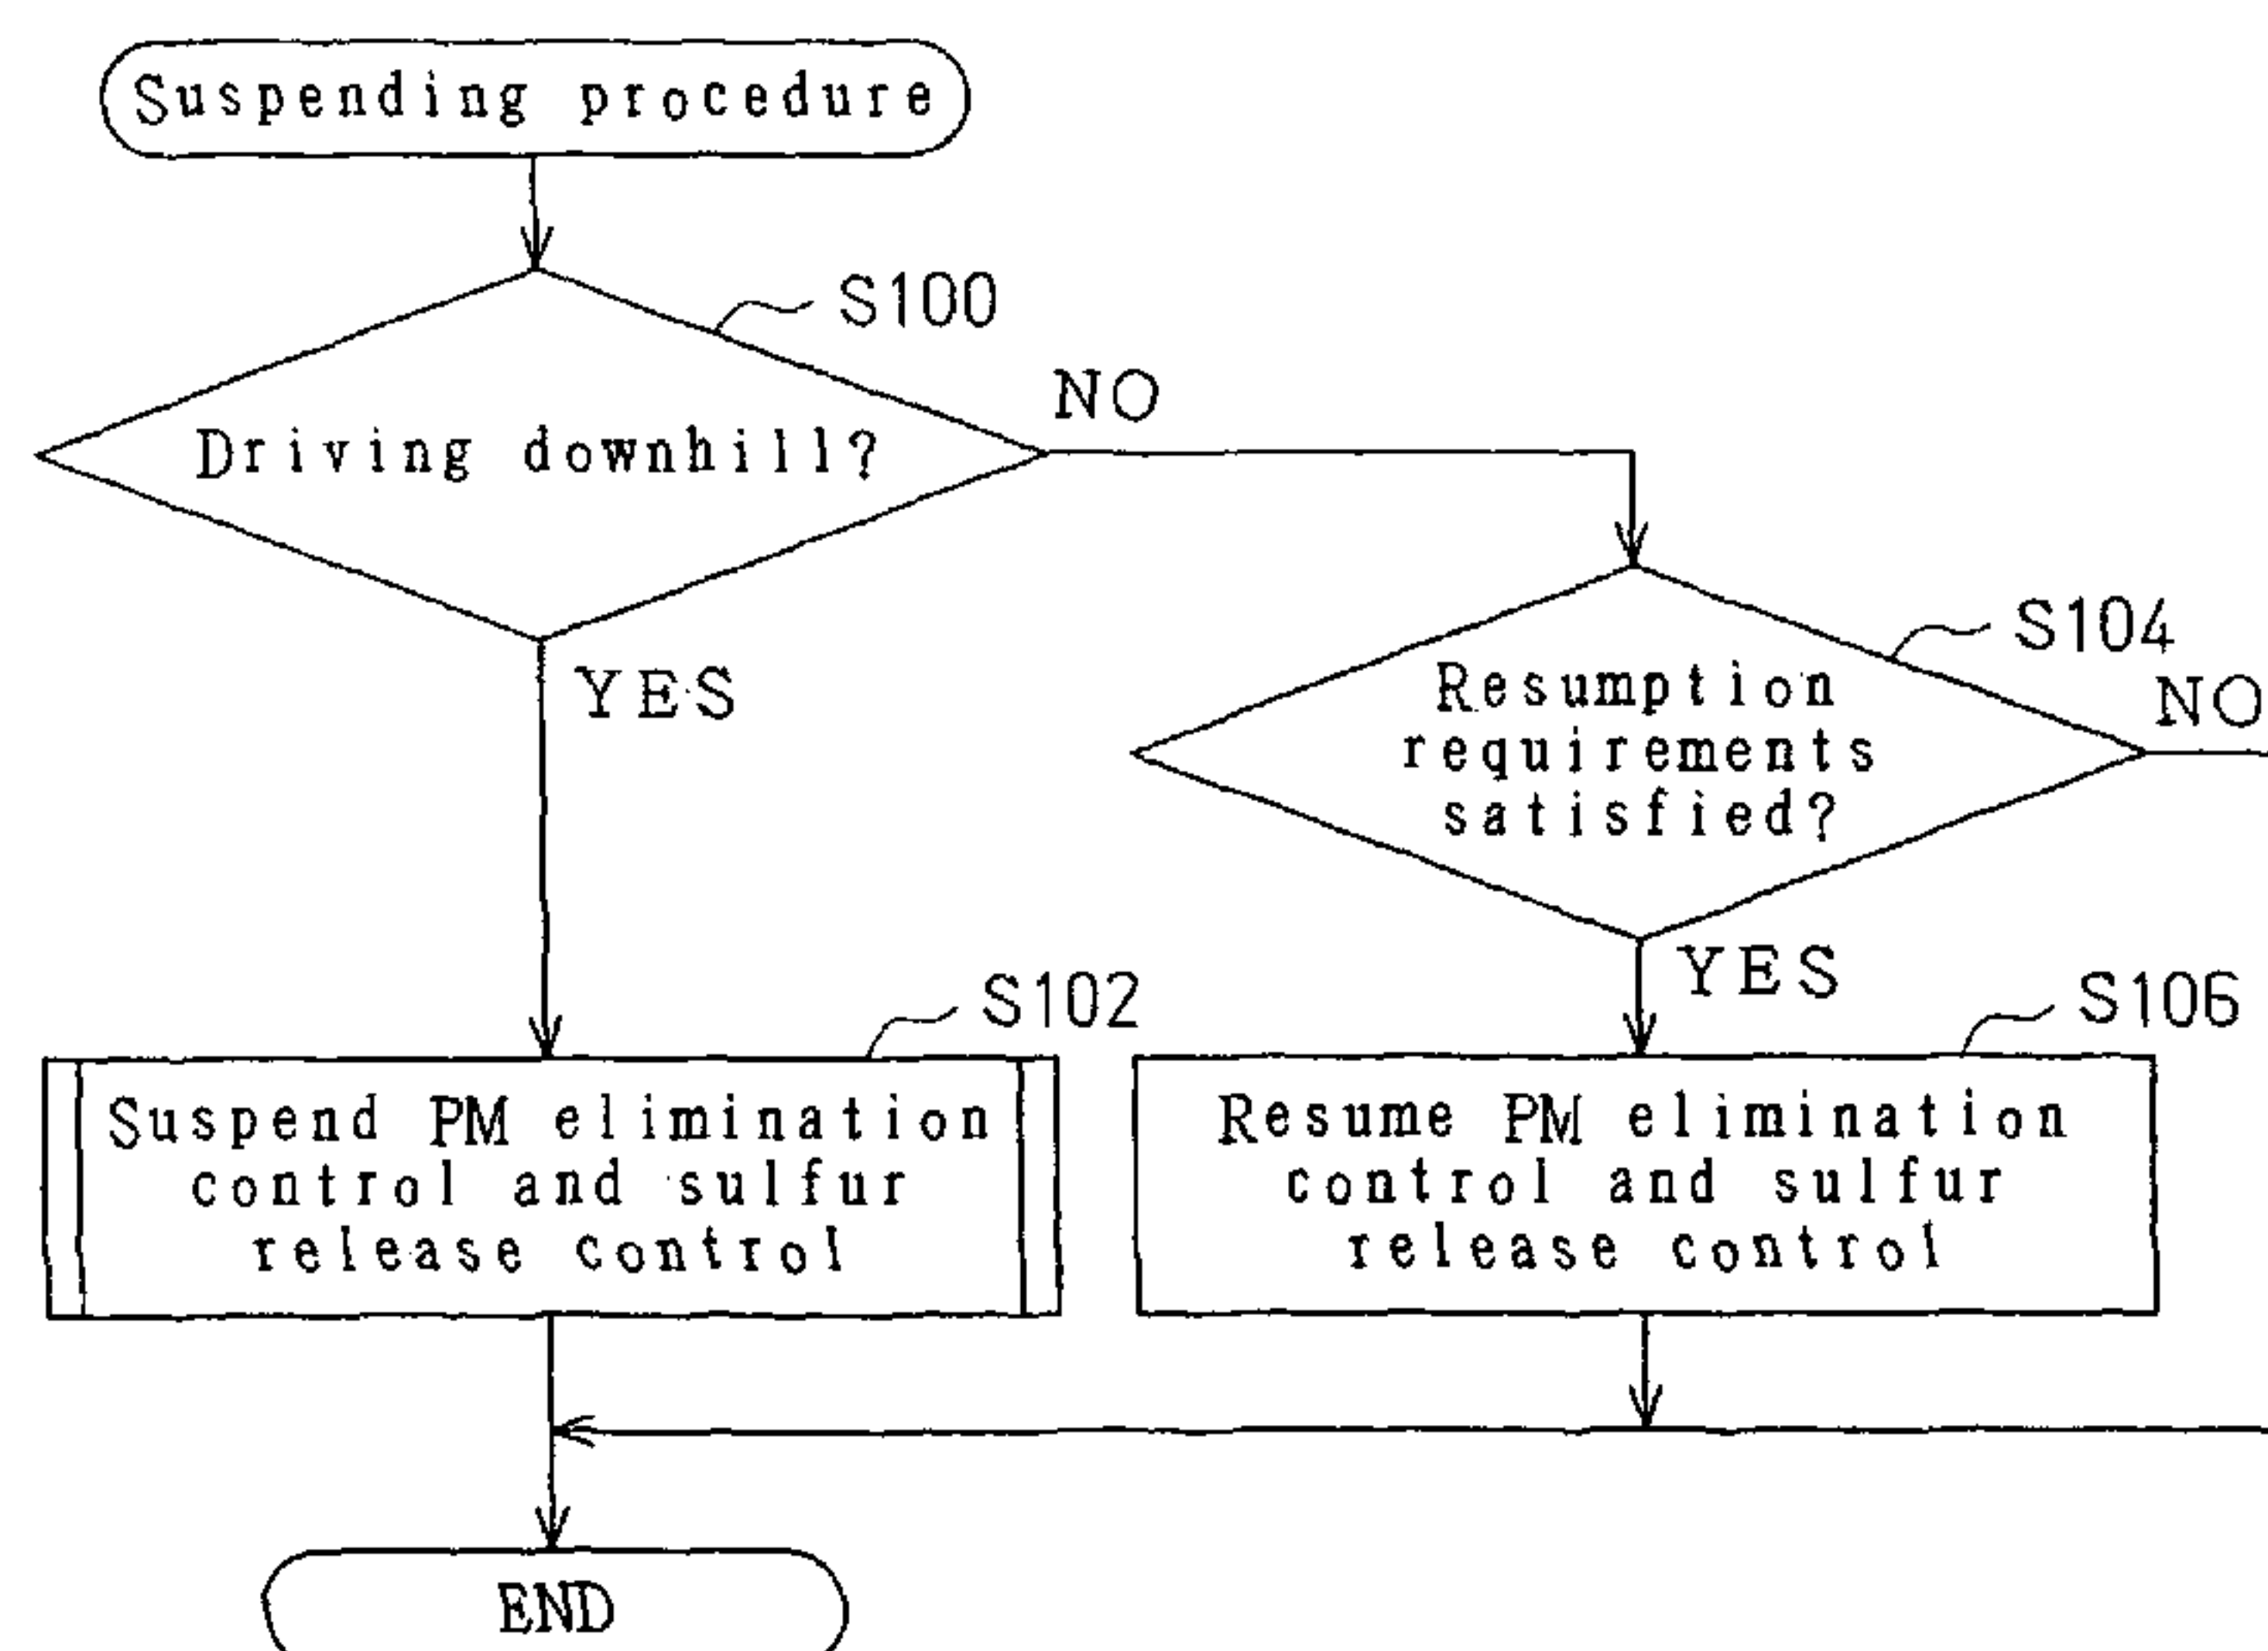 Suspending procedure
S100
Driving downhill?
NO
YES
S104
Resumption
requirements
satisfied?
NO
YES
S102
Suspend PM elimination
control and sulfur
release control
S106
Resume PM elimination
control and sulfur
release control
END